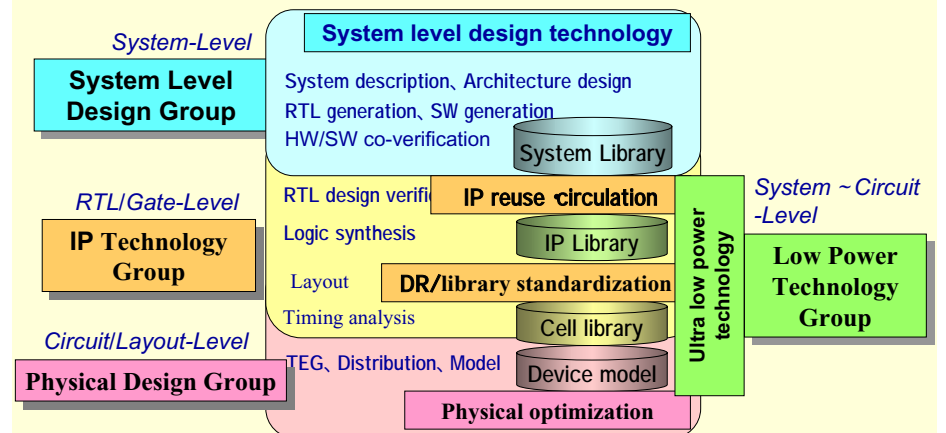 System-Level
System level design technology
System Level
Design Group
System description、Architecture design
RTL generation、SW generation
HW/SW co-verification
System Library
RTL/Gate-Level
IP Technology
Group
RTL design verifi
IP reuse ·circulation
Logic synthesis
IP Library
Layout
DR/library standardization
Timing analysis
Cell library
Ultra low power
technology
System ~ Circuit
-Level
Low Power
Technology
Group
Circuit/Layout-Level
Physical Design Group
TEG、Distribution、Model
Device model
Physical optimization